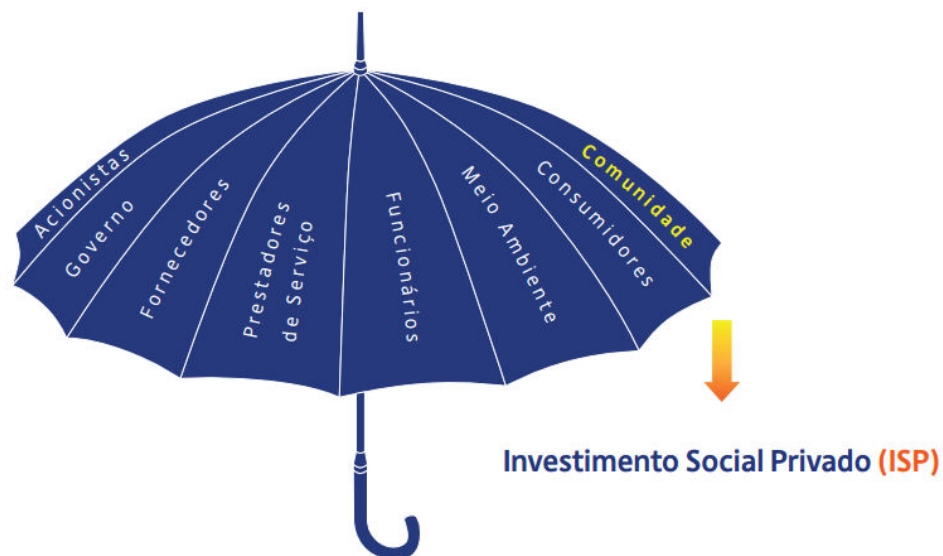 Acionistas
Governo
Fornecedores
Prestadores
de Serviço
Funcionários
Meio Ambiente
Consumidores
Comunidade
Investimento Social Privado (ISP)